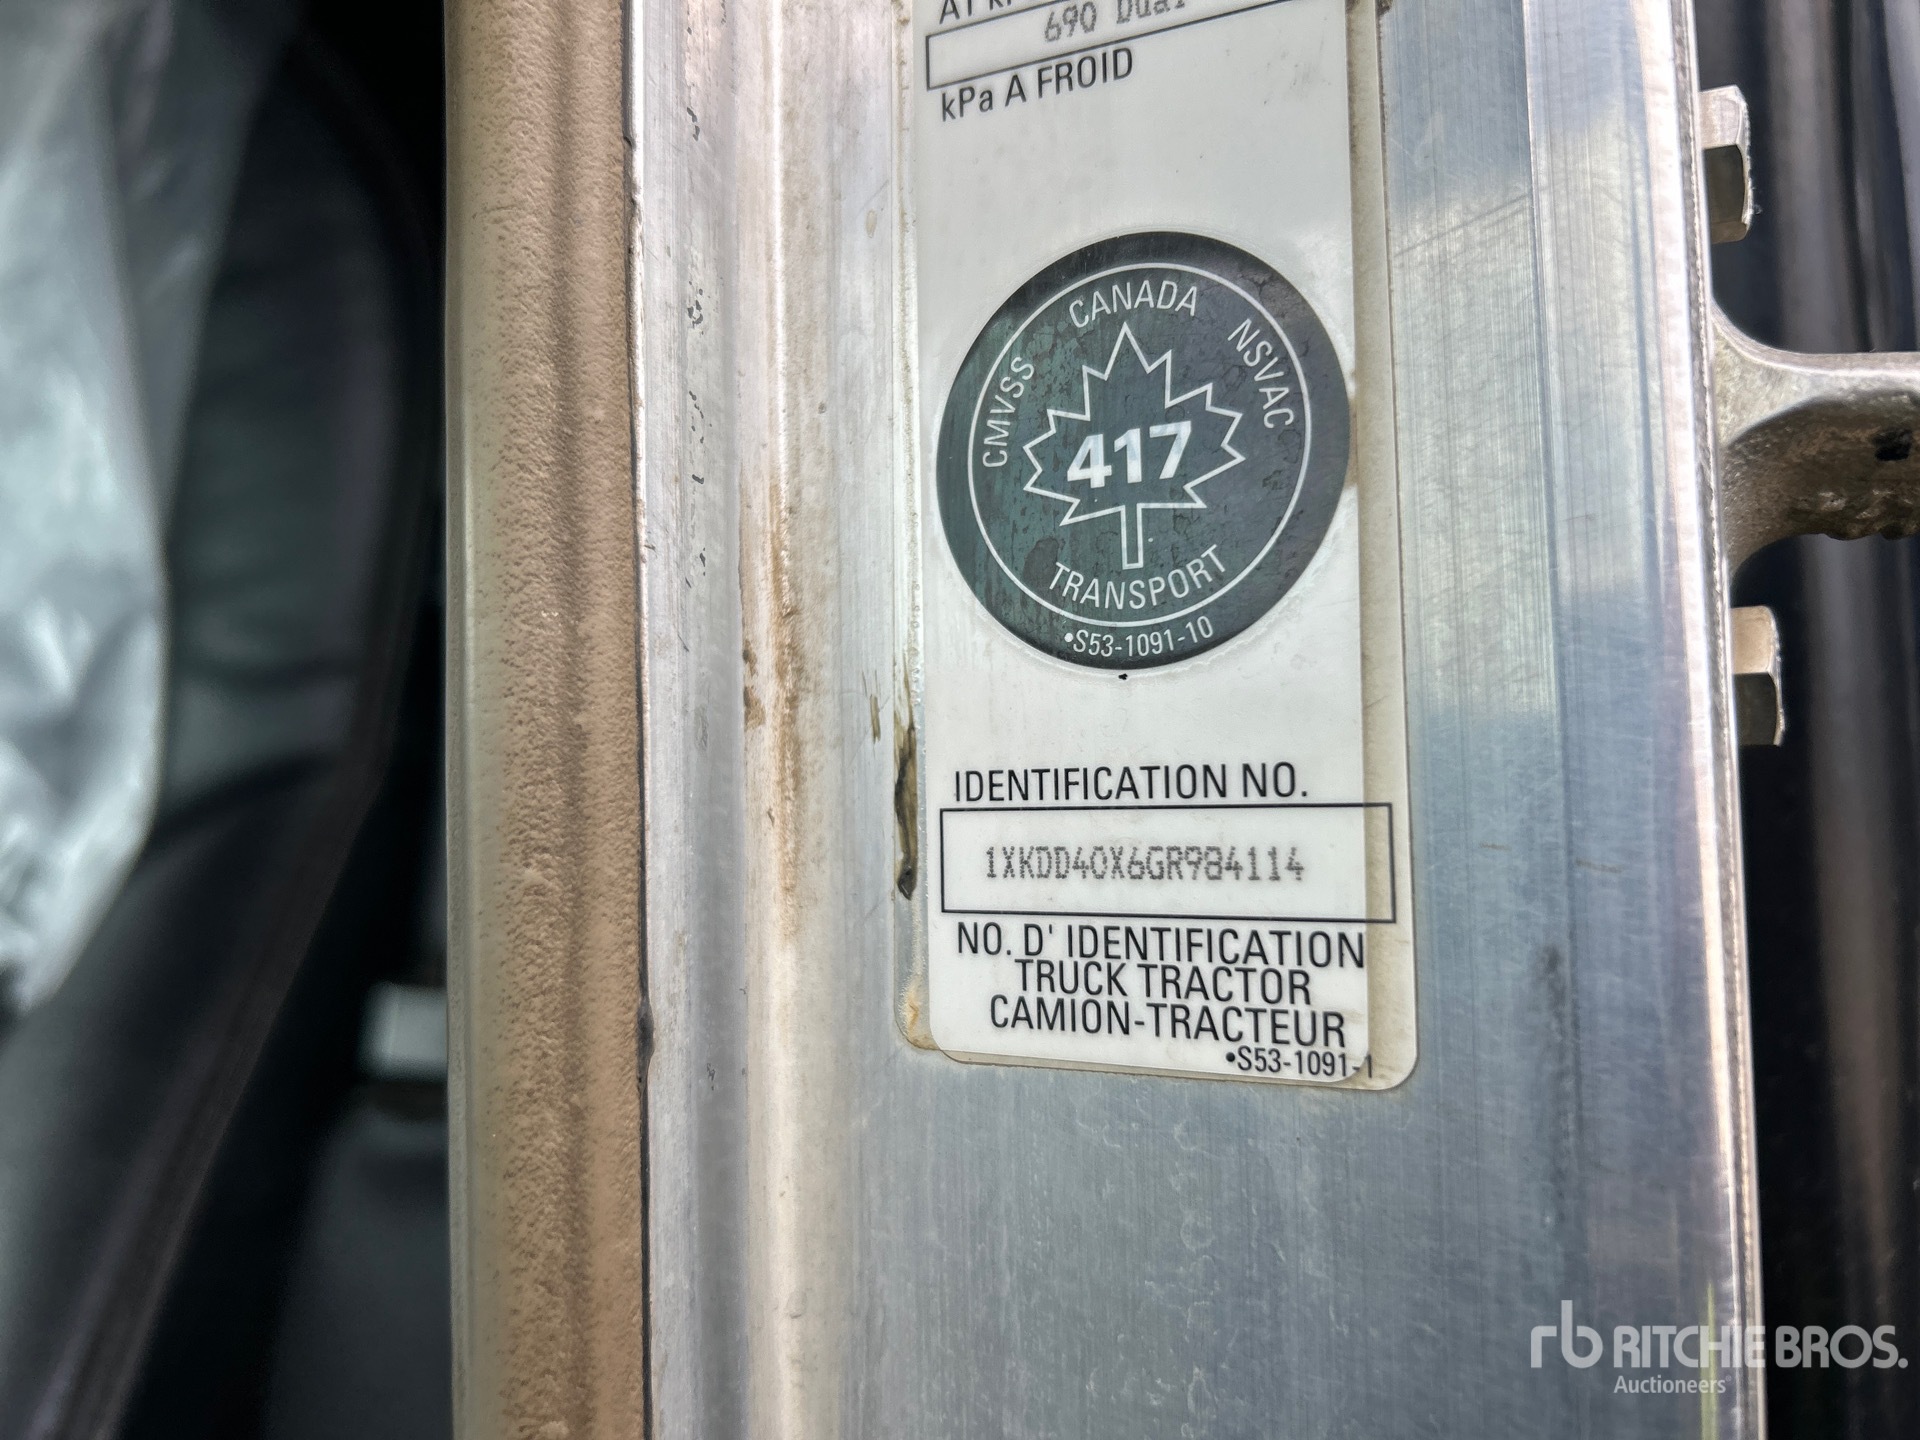 690 Dual
kPa A FROID
CANADA
CMVSS
NSVAC
417
TRANSPORT
•S53-1091-10
IDENTIFICATION NO.
1XKDD40X6GR984114
NO. D' IDENTIFICATION
TRUCK TRACTOR
CAMION-TRACTEUR
•S53-1091-1
rb RITCHIE BROS.
Auctioneers